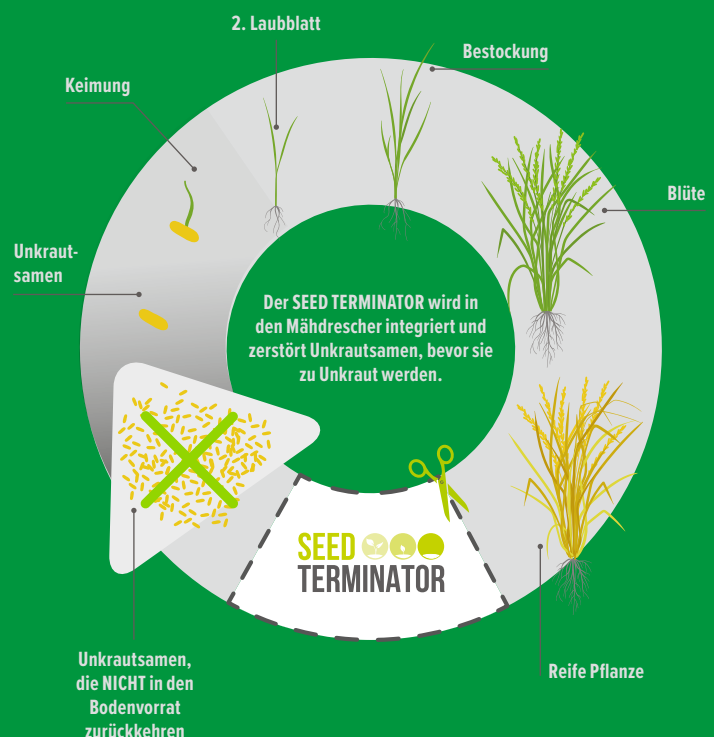 2. Laubblatt
Bestockung
Keimung
Blüte
Unkraut-
samen
Der SEED TERMINATOR wird in
den Mähdrescher integriert und
zerstört Unkrautsamen, bevor sie
zu Unkraut werden.
SEED
TERMINATOR
Reife Pflanze
Unkrautsamen,
die NICHT in den
Bodenvorrat
zurückkehren